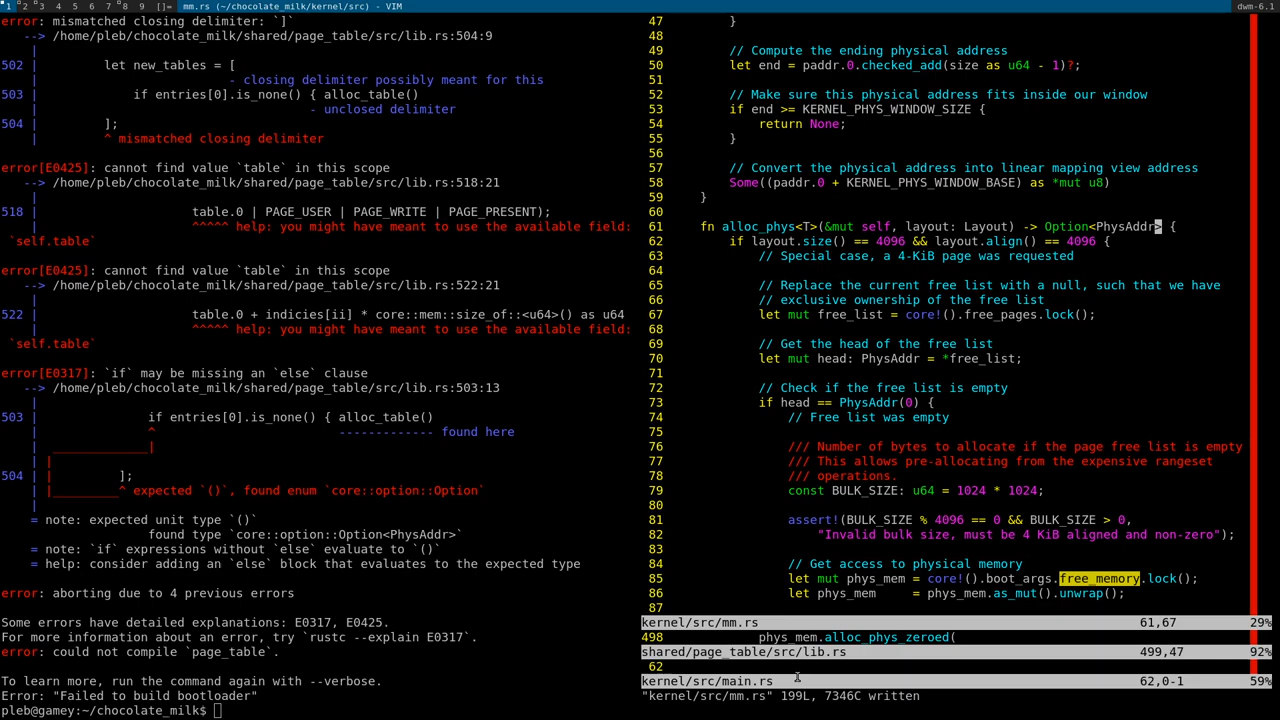 1 2 3 4 5 6 7 8 9 []= mm.rs (~/chocolate_milk/kernel/src) - VIM dwm-6.1
error: mismatched closing delimiter: `]`
--> /home/pleb/chocolate_milk/shared/page_table/src/lib.rs:504:9
|
502 | let new_tables = [
| - closing delimiter possibly meant for this
503 | if entries[0].is_none() { alloc_table()
| - unclosed delimiter
504 | ];
| ^ mismatched closing delimiter
error[E0425]: cannot find value `table` in this scope
--> /home/pleb/chocolate_milk/shared/page_table/src/lib.rs:518:21
|
518 | table.0 | PAGE_USER | PAGE_WRITE | PAGE_PRESENT);
| ^^^^^ help: you might have meant to use the available field:
`self.table`
error[E0425]: cannot find value `table` in this scope
--> /home/pleb/chocolate_milk/shared/page_table/src/lib.rs:522:21
|
522 | table.0 + indicies[ii] * core::mem::size_of::<u64>() as u64
| ^^^^^ help: you might have meant to use the available field:
`self.table`
error[E0317]: `if` may be missing an `else` clause
--> /home/pleb/chocolate_milk/shared/page_table/src/lib.rs:503:13
|
503 | if entries[0].is_none() { alloc_table()
| ^ ------------- found here
| _____________|
| |
504 | | ];
| |________^ expected `()`, found enum `core::option::Option`
|
= note: expected unit type `()`
found type `core::option::Option<PhysAddr>`
= note: `if` expressions without `else` evaluate to `()`
= help: consider adding an `else` block that evaluates to the expected type
error: aborting due to 4 previous errors
Some errors have detailed explanations: E0317, E0425.
For more information about an error, try `rustc --explain E0317`.
error: could not compile `page_table`.
To learn more, run the command again with --verbose.
Error: "Failed to build bootloader"
pleb@gamey:~/chocolate_milk$
47 }
48
49 // Compute the ending physical address
50 let end = paddr.0.checked_add(size as u64 - 1)?;
51
52 // Make sure this physical address fits inside our window
53 if end >= KERNEL_PHYS_WINDOW_SIZE {
54 return None;
55 }
56
57 // Convert the physical address into linear mapping view address
58 Some((paddr.0 + KERNEL_PHYS_WINDOW_BASE) as *mut u8)
59 }
60
61 fn alloc_phys<T>(&mut self, layout: Layout) -> Option<PhysAddr> {
62 if layout.size() == 4096 && layout.align() == 4096 {
63 // Special case, a 4-KiB page was requested
64
65 // Replace the current free list with a null, such that we have
66 // exclusive ownership of the free list
67 let mut free_list = core!().free_pages.lock();
68
69 // Get the head of the free list
70 let mut head: PhysAddr = *free_list;
71
72 // Check if the free list is empty
73 if head == PhysAddr(0) {
74 // Free list was empty
75
76 /// Number of bytes to allocate if the page free list is empty
77 /// This allows pre-allocating from the expensive rangeset
78 /// operations.
79 const BULK_SIZE: u64 = 1024 * 1024;
80
81 assert!(BULK_SIZE % 4096 == 0 && BULK_SIZE > 0,
82 "Invalid bulk size, must be 4 KiB aligned and non-zero");
83
84 // Get access to physical memory
85 let mut phys_mem = core!().boot_args.free_memory.lock();
86 let phys_mem = phys_mem.as_mut().unwrap();
87
kernel/src/mm.rs 61,67 29%
498 phys_mem.alloc_phys_zeroed(
shared/page_table/src/lib.rs 499,47 92%
62
kernel/src/main.rs 62,0-1 59%
"kernel/src/mm.rs" 199L, 7346C written